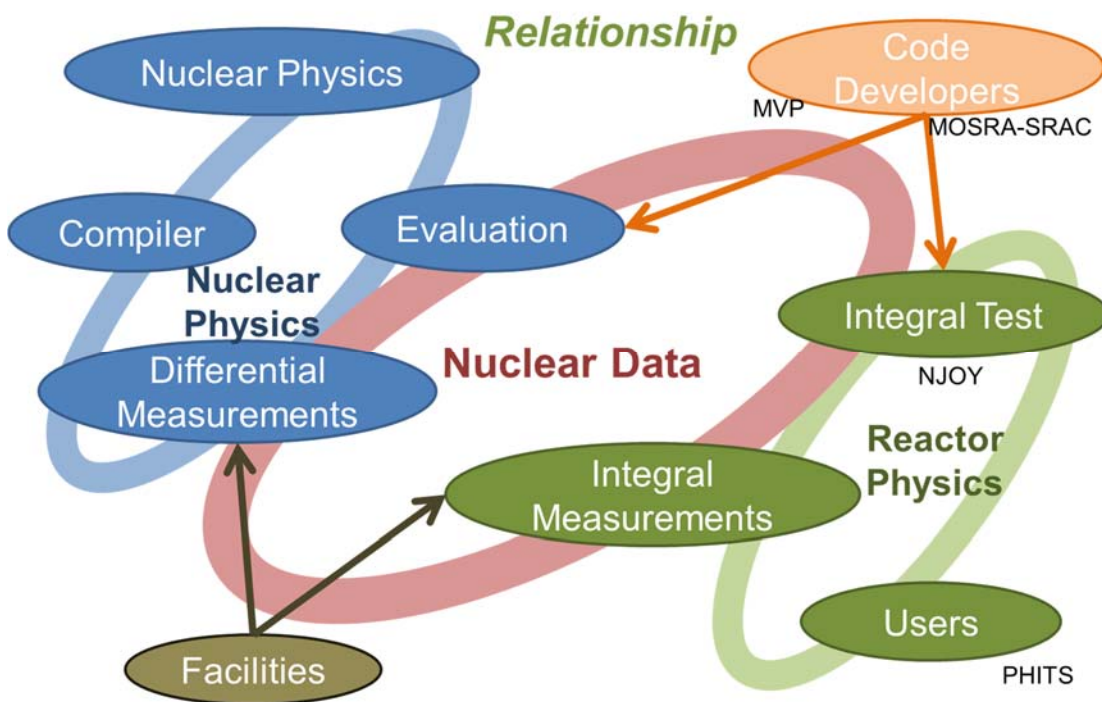 Relationship
Nuclear Physics
Code
Developers
MVP
MOSRA-SRAC
Compiler
Evaluation
Nuclear
Physics
Integral Test
Differential
Measurements
Nuclear Data
NJOY
Reactor
Physics
Integral
Measurements
Users
Facilities
PHITS